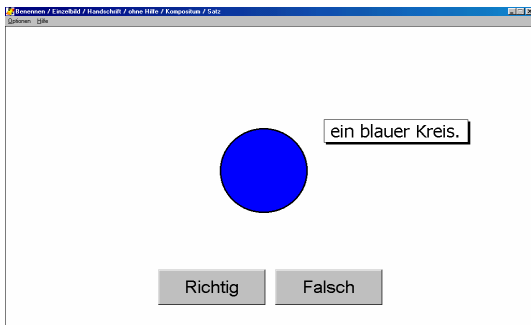 Benennen / Einzelbild / Handschrift / ohne Hilfe / Kompositum / Satz
Optionen Hilfe
ein blauer Kreis.
Richtig Falsch